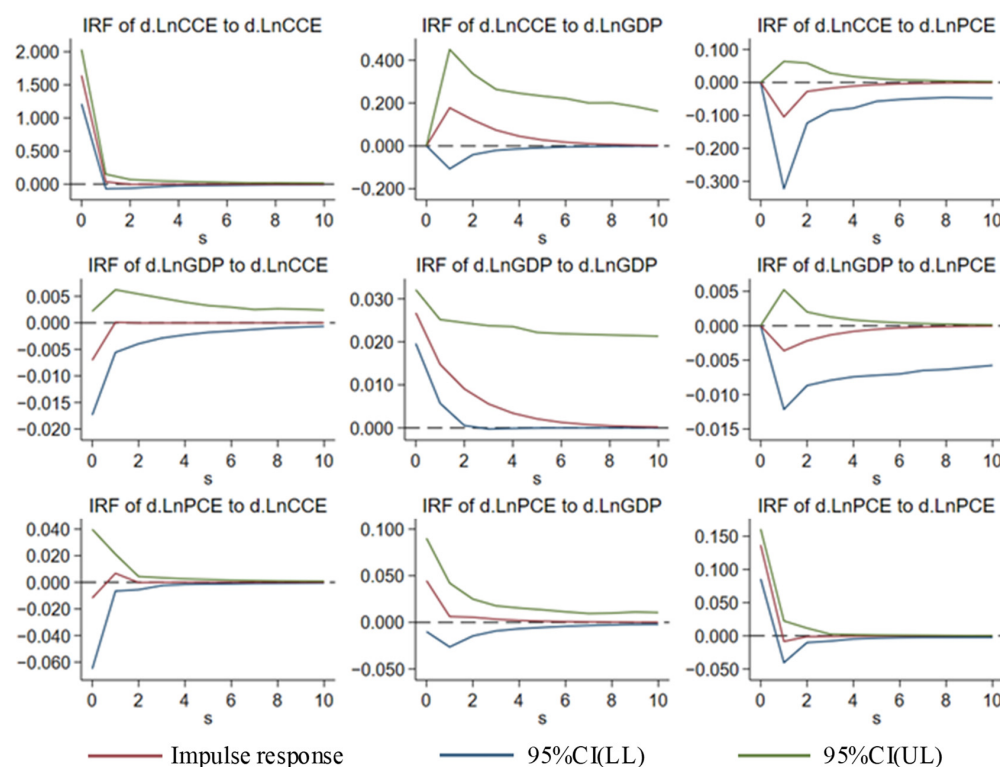 IRF of d.LnCCE to d.LnCCE
2.000
1.500
1.000
0.500
0.000
0 2 4 6 8 10
s
IRF of d.LnCCE to d.LnGDP
0.400
0.200
0.000
−0.200
0 2 4 6 8 10
s
IRF of d.LnCCE to d.LnPCE
0.100
0.000
−0.100
−0.200
−0.300
0 2 4 6 8 10
s
IRF of d.LnGDP to d.LnCCE
0.005
0.000
−0.005
−0.010
−0.015
−0.020
0 2 4 6 8 10
s
IRF of d.LnGDP to d.LnGDP
0.030
0.020
0.010
0.000
0 2 4 6 8 10
s
IRF of d.LnGDP to d.LnPCE
0.005
0.000
−0.005
−0.010
−0.015
0 2 4 6 8 10
s
IRF of d.LnPCE to d.LnCCE
0.040
0.020
0.000
−0.020
−0.040
−0.060
0 2 4 6 8 10
s
IRF of d.LnPCE to d.LnGDP
0.100
0.050
0.000
−0.050
0 2 4 6 8 10
s
IRF of d.LnPCE to d.LnPCE
0.150
0.100
0.050
0.000
−0.050
0 2 4 6 8 10
s
Impulse response 95%CI(LL) 95%CI(UL)